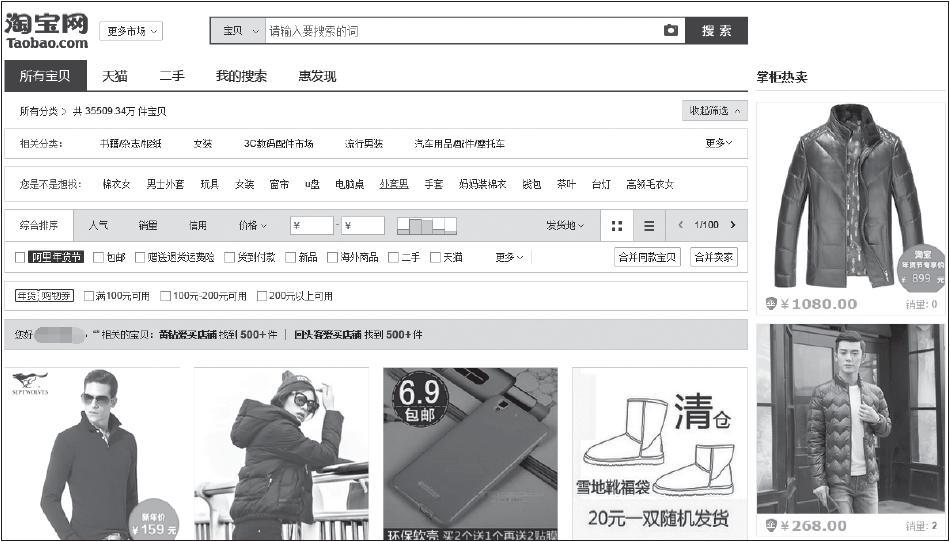 淘宝网
Taobao.com
更多市场
宝贝
请输入要搜索的词
搜 索
所有宝贝
天猫
二手
我的搜索
惠发现
掌柜热卖
所有分类 > 共 35509.34万 件宝贝
收起筛选
相关分类：
书籍/杂志/报纸
女装
3C数码配件市场
流行男装
汽车用品/配件/摩托车
更多
您是不是想找：
棉衣女
男士外套
玩具
女装
窗帘
u盘
电脑桌
外套男
手套
妈妈装棉衣
钱包
茶叶
台灯
高领毛衣女
综合排序
人气
销量
信用
价格
¥
-
¥
发货地
1/100
阿里年货节
包邮
赠送退货运费险
货到付款
新品
海外商品
二手
天猫
更多
合并同款宝贝
合并卖家
年货 购物券
满100元可用
100元-200元可用
200元以上可用
淘宝
年货节专享价
¥ 899 元
¥1080.00
销量: 0
您好
相关的宝贝：黄钻爱买店铺 找到 500+ 件 | 回头客爱买店铺 找到 500+ 件
SEPTWOLVES
新年价
¥159 元
6.9
包邮
环保软壳 买2个送1个再送2贴膜
清仓
雪地靴福袋
20元一双随机发货
¥268.00
销量: 2